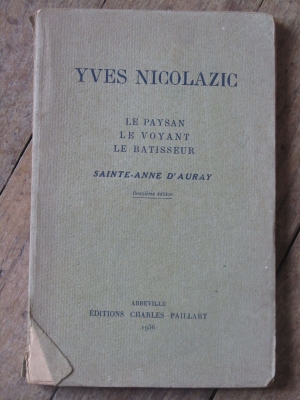 YVES NICOLAZIC
LE PAYSAN
LE VOYANT
LE BATISSEUR
SAINTE-ANNE D'AURAY
Deuxième édition
ABBEVILLE
ÉDITIONS CHARLES PAILLART
1936